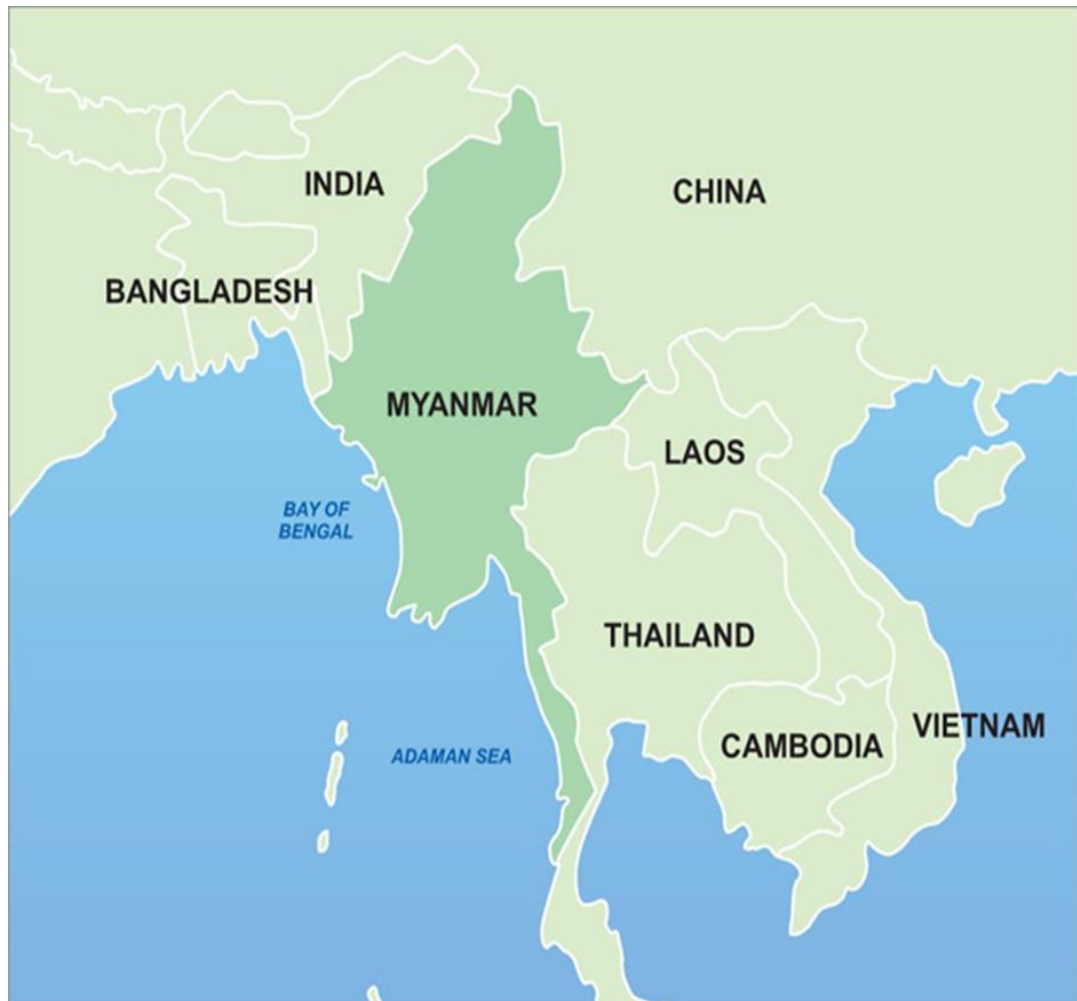 INDIA
CHINA
BANGLADESH
MYANMAR
LAOS
BAY OF
BENGAL
THAILAND
VIETNAM
CAMBODIA
ADAMAN SEA